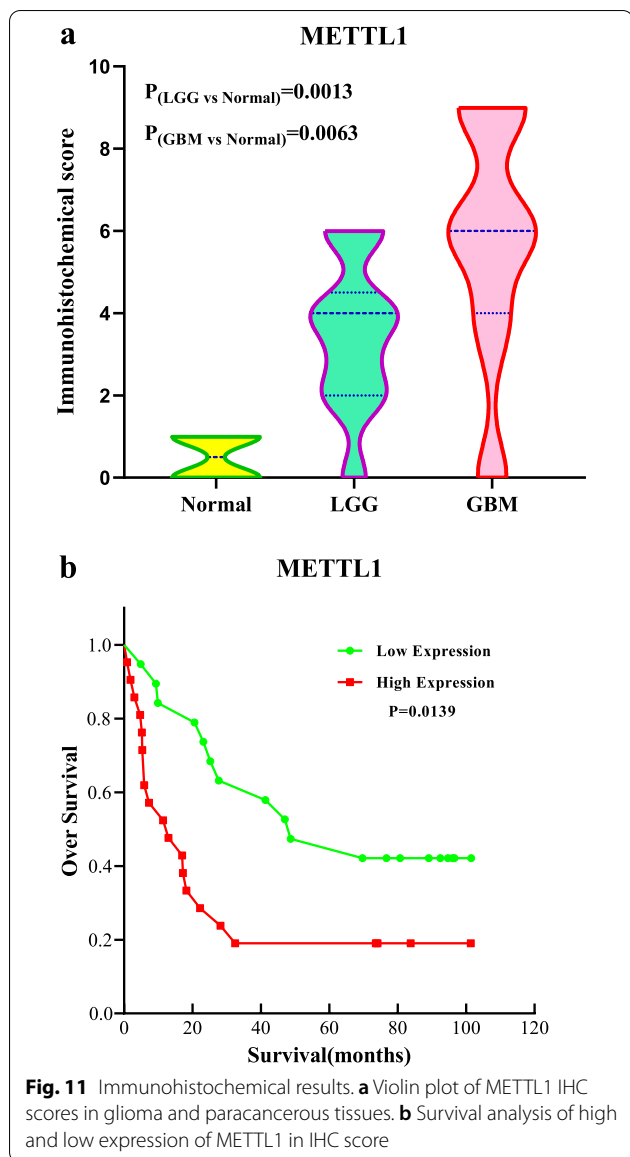 a
METTL1
10
8
6
4
2
0
Immunohistochemical score
P(LGG vs Normal)=0.0013
P(GBM vs Normal)=0.0063
Normal LGG GBM
b
METTL1
1.0
0.8
0.6
0.4
0.2
0.0
Over Survival
Low Expression
High Expression
P=0.0139
0 20 40 60 80 100 120
Survival(months)
Fig. 11 Immunohistochemical results. a Violin plot of METTL1 IHC
scores in glioma and paracancerous tissues. b Survival analysis of high
and low expression of METTL1 in IHC score